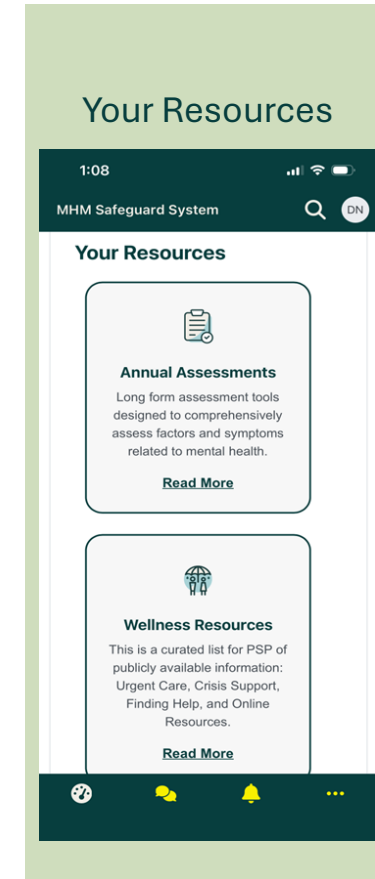 Your Resources
1:08
MHM Safeguard System
DN
Your Resources
Annual Assessments
Long form assessment tools
designed to comprehensively
assess factors and symptoms
related to mental health.
Read More
Wellness Resources
This is a curated list for PSP of
publicly available information:
Urgent Care, Crisis Support,
Finding Help, and Online
Resources.
Read More